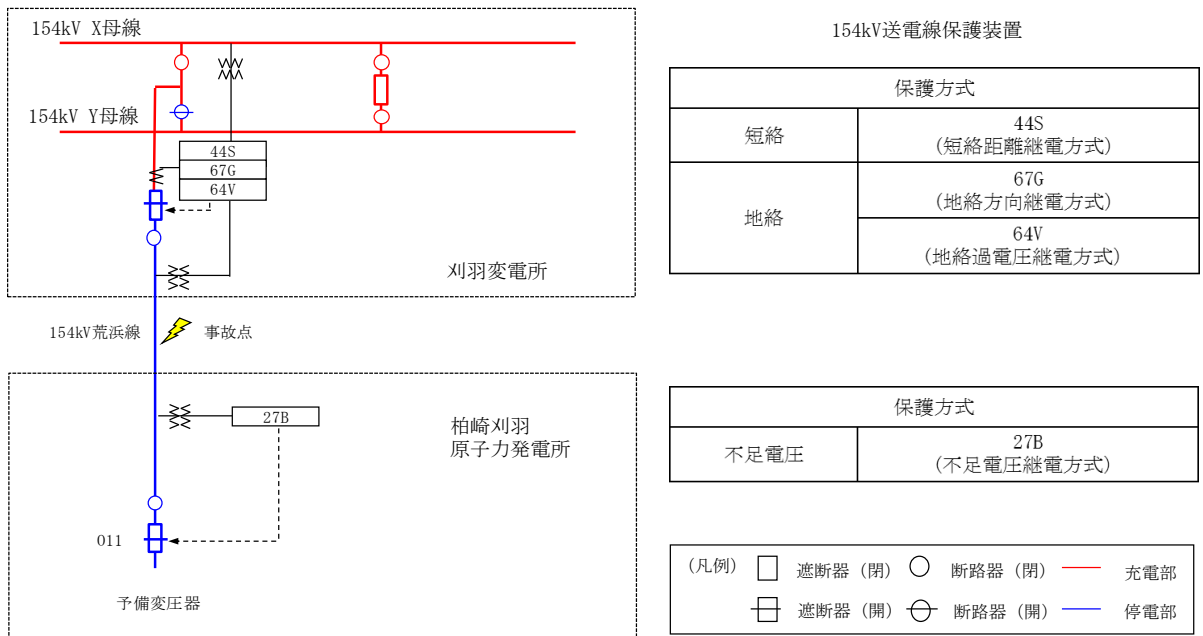 154kV X母線
154kV Y母線
44S
67G
64V
刈羽変電所
154kV荒浜線
事故点
27B
柏崎刈羽
原子力発電所
O11
予備変圧器
154kV送電線保護装置
保護方式
短絡
44S
(短絡距離継電方式)
地絡
67G
(地絡方向継電方式)
64V
(地絡過電圧継電方式)
保護方式
不足電圧
27B
(不足電圧継電方式)
(凡例)
遮断器（閉）
断路器（閉）
充電部
遮断器（開）
断路器（開）
停電部